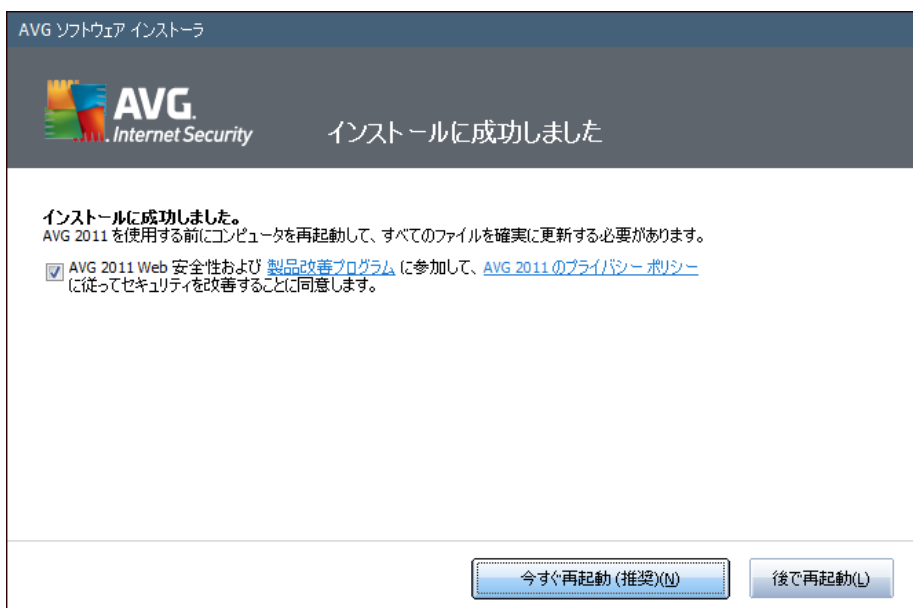 AVG ソフトウェア インストーラ
AVG.
Internet Security
インストールに成功しました
インストールに成功しました。
AVG 2011 を使用する前にコンピュータを再起動して、すべてのファイルを確実に更新する必要があります。
AVG 2011 Web 安全性および 製品改善プログラム に参加して、AVG 2011 のプライバシー ポリシー
に従ってセキュリティを改善することに同意します。
今すぐ再起動 (推奨)(N)
後で再起動(L)